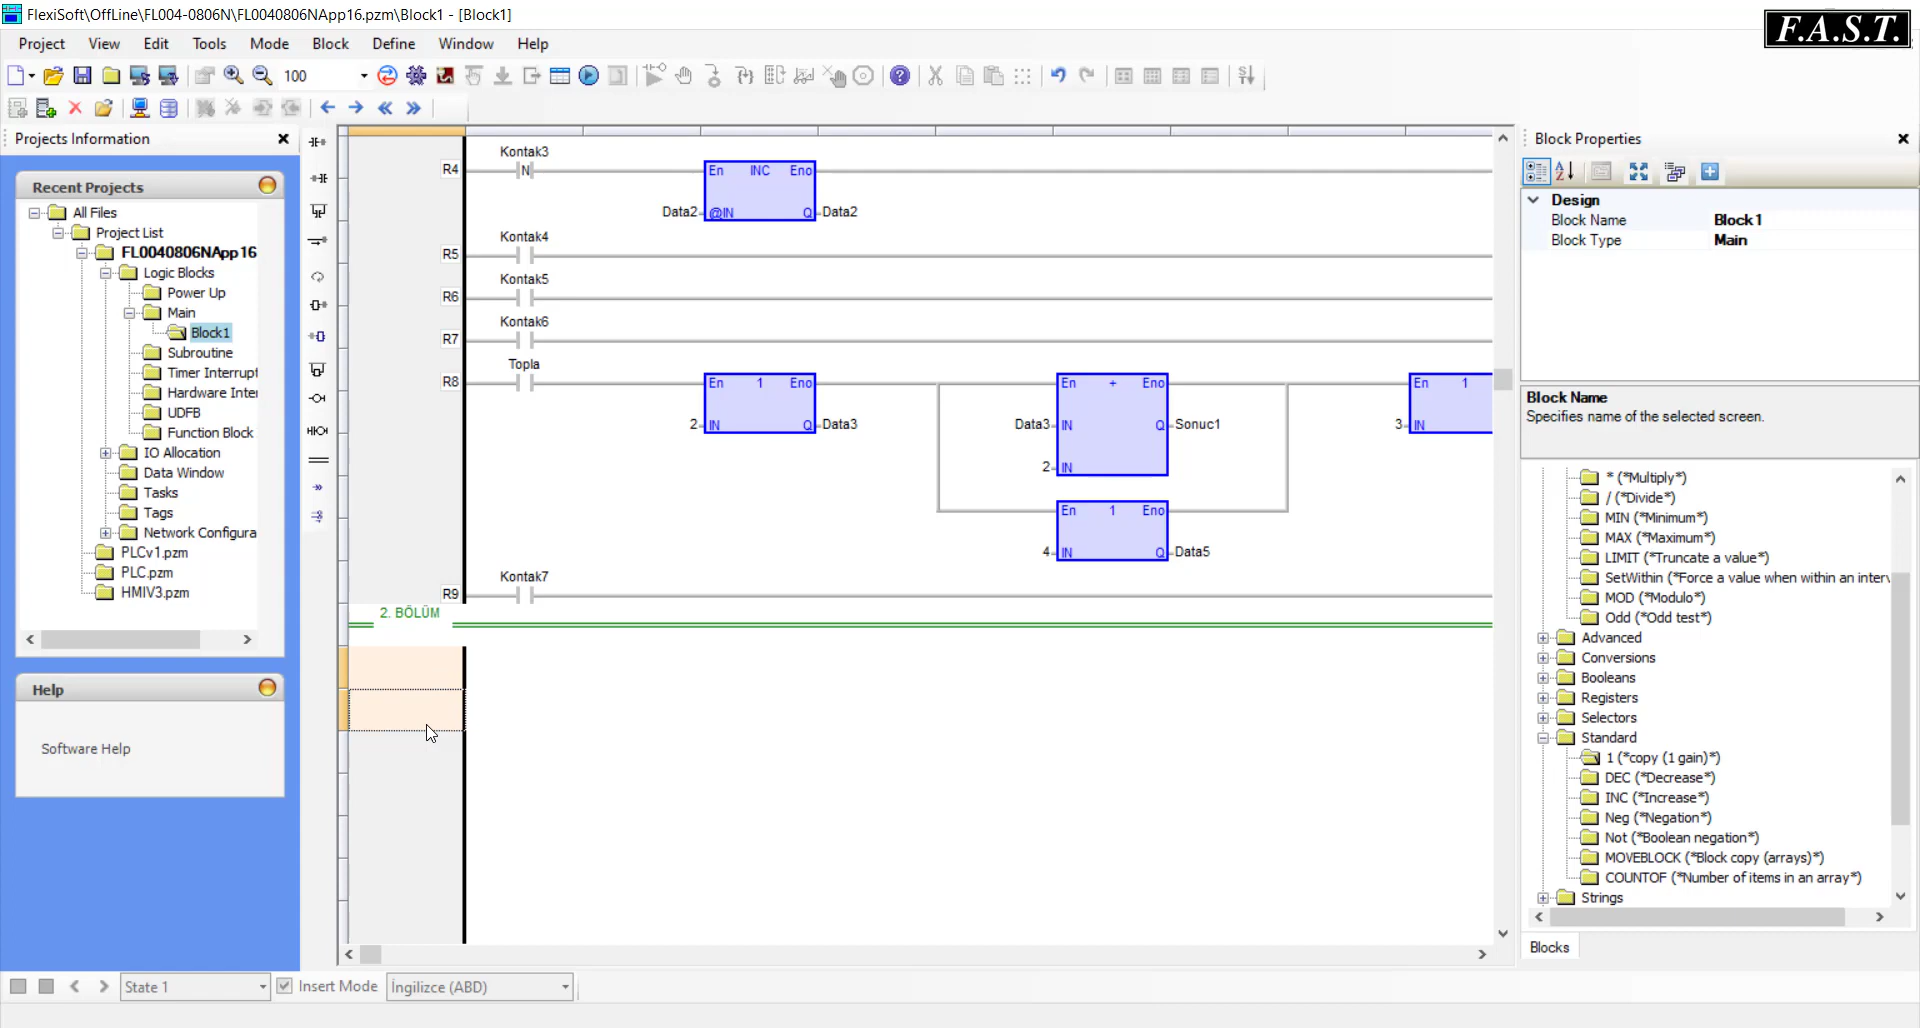 FlexiSoft\OffLine\FL004-0806N\FL0040806NApp16.pzm\Block1 - [Block1]
F.A.S.T.
Project View Edit Tools Mode Block Define Window Help
100
Projects Information
Recent Projects
All Files
Project List
FL0040806NApp16
Logic Blocks
Power Up
Main
Block1
Subroutine
Timer Interrupt
Hardware Inte
UDFB
Function Block
IO Allocation
Data Window
Tasks
Tags
Network Configura
PLCv1.pzm
PLC.pzm
HMIV3.pzm
Help
Software Help
Kontak3
R4 N En INC Eno
Data2 @IN Q Data2
Kontak4
R5
Kontak5
R6
Kontak6
R7
Topla
R8 En 1 Eno En + Eno En 1
2 IN Q Data3 Data3 IN Q Sonuc1 3 IN
2 IN
En 1 Eno
4 IN Q Data5
Kontak7
R9
2. BÖLÜM
Block Properties
Design
Block Name Block1
Block Type Main
Block Name
Specifies name of the selected screen.
* (*Multiply*)
/ (*Divide*)
MIN (*Minimum*)
MAX (*Maximum*)
LIMIT (*Truncate a value*)
SetWithin (*Force a value when within an interv
MOD (*Modulo*)
Odd (*Odd test*)
Advanced
Conversions
Booleans
Registers
Selectors
Standard
1 (*copy (1 gain)*)
DEC (*Decrease*)
INC (*Increase*)
Neg (*Negation*)
Not (*Boolean negation*)
MOVEBLOCK (*Block copy (arrays)*)
COUNTOF (*Number of items in an array*)
Strings
Blocks
State 1 Insert Mode İngilizce (ABD)